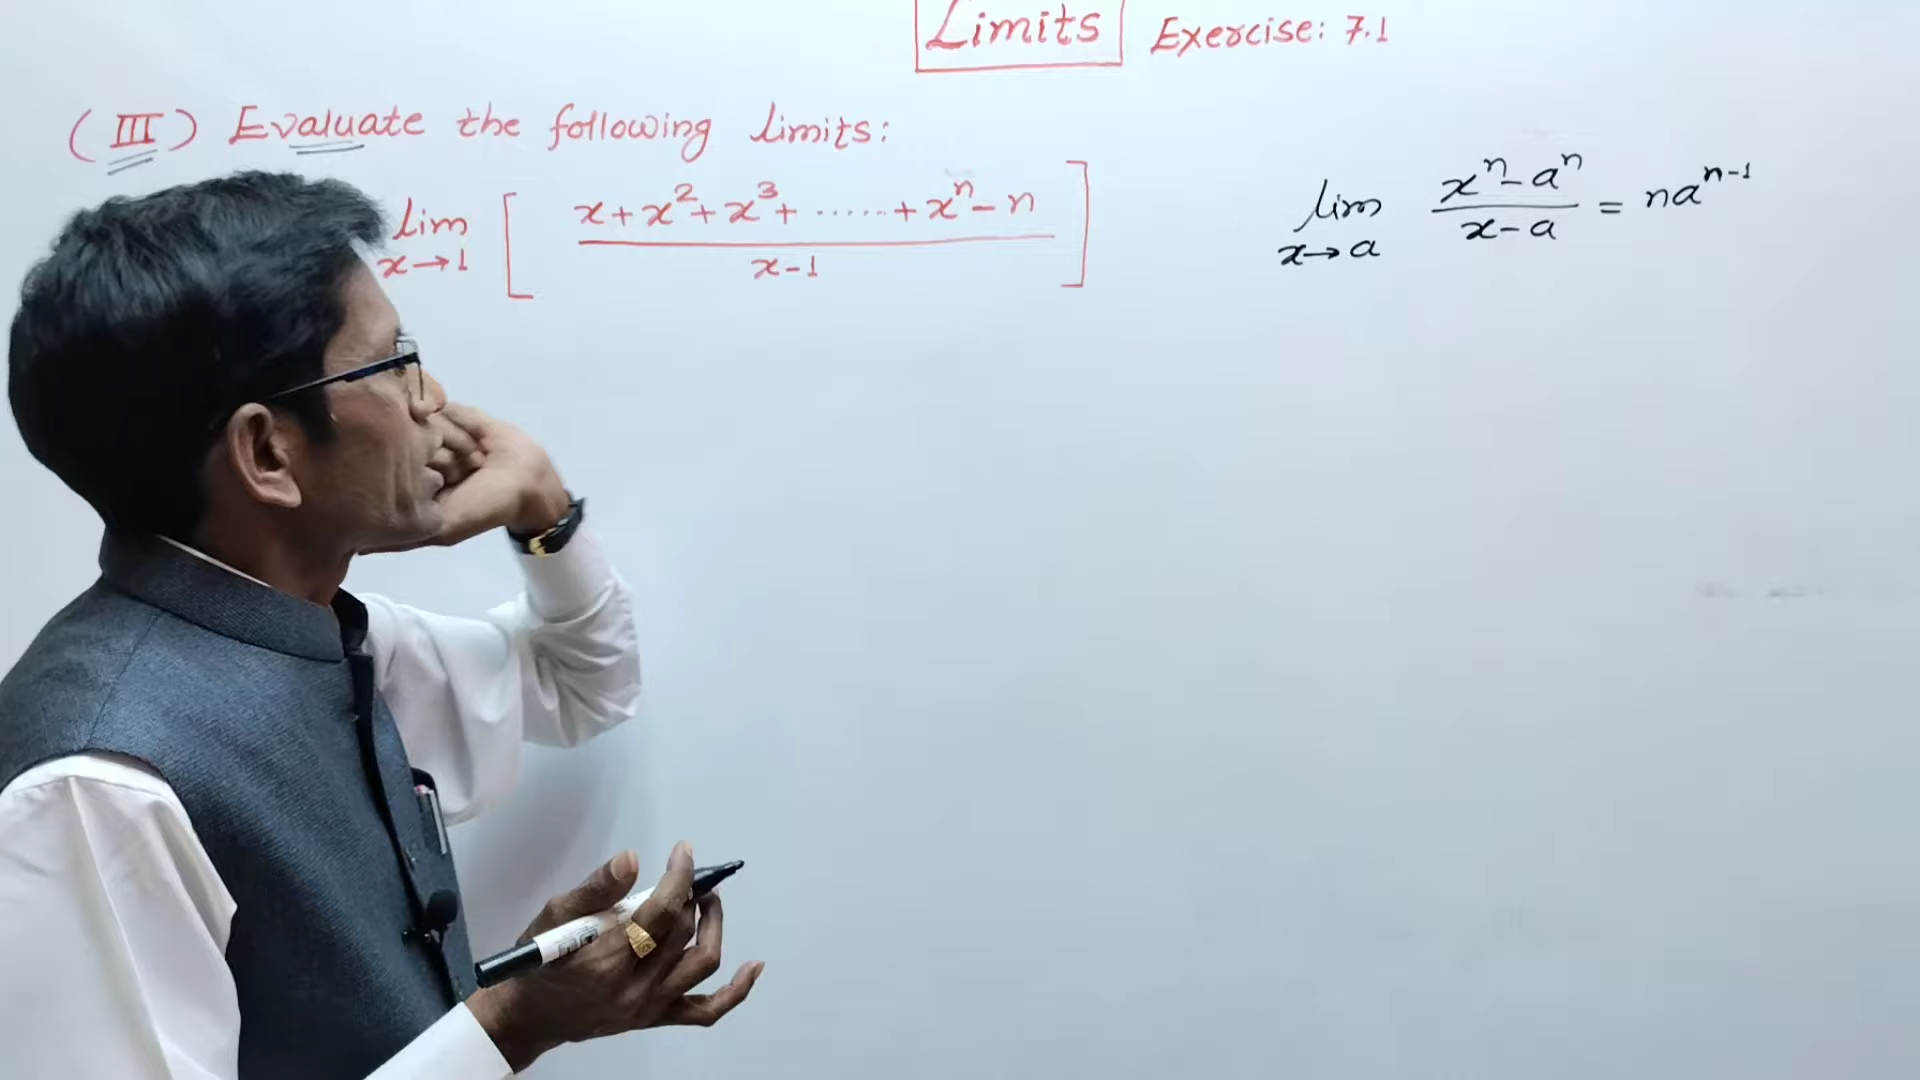 Limits Exercise: 7.1
(III) Evaluate the following limits:
lim x→1 [ (x+x²+x³+ ...... + xⁿ - n) / (x-1) ]
lim x→a (xⁿ - aⁿ) / (x-a) = naⁿ⁻¹